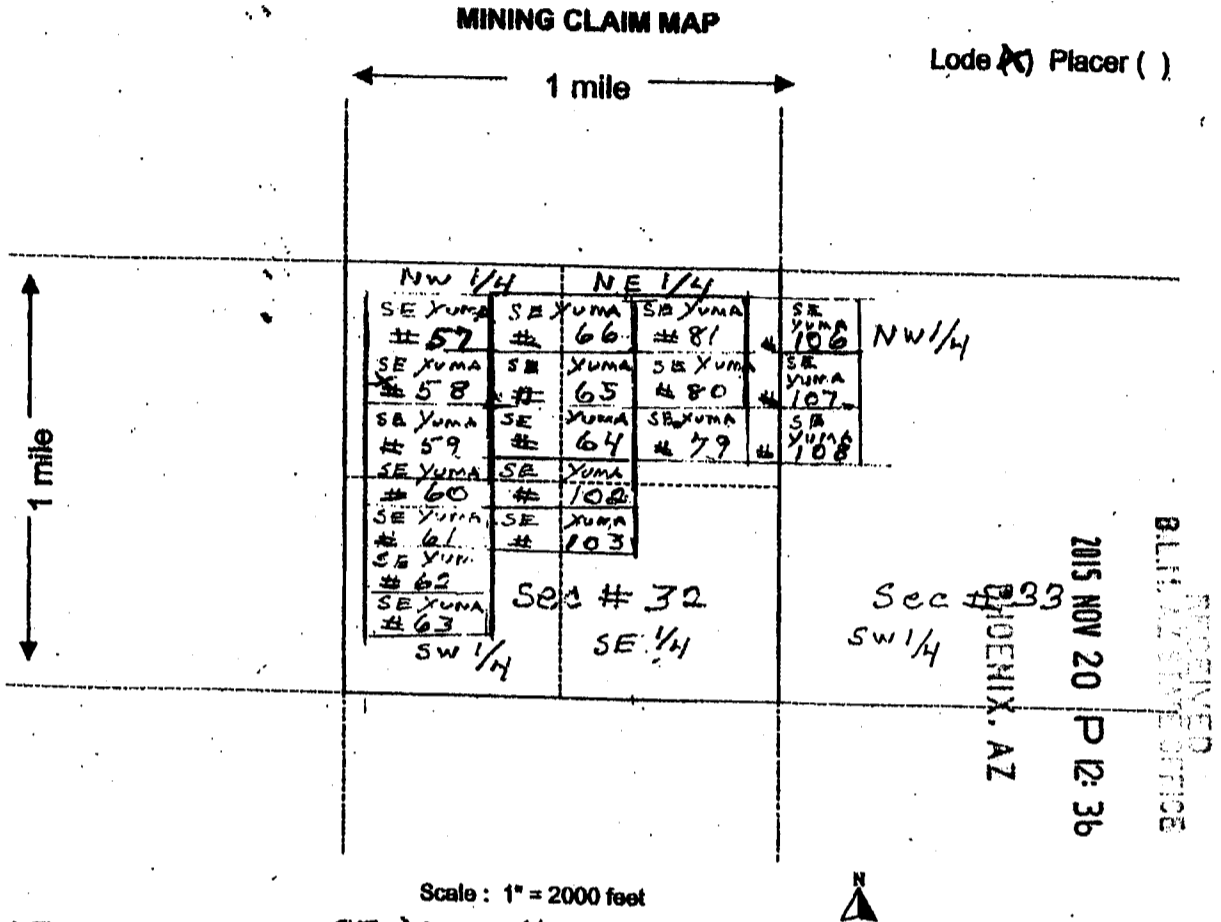 MINING CLAIM MAP
Lode (X) Placer ( )
1 mile
1 mile
NW 1/4
NE 1/4
SE YUMA
# 57
SE YUMA
# 66
SE YUMA
# 81
SE
YUMA
# 106
NW 1/4
SE YUMA
# 58
SE YUMA
# 65
SE YUMA
# 80
SE
YUMA
# 107
SE YUMA
# 59
SE YUMA
# 64
SE YUMA
# 79
SE
YUMA
# 108
SE YUMA
# 60
SE YUMA
# 102
SE YUMA
# 61
SE YUMA
# 103
SE YUM
# 62
SE YUMA
# 63
Sec # 32
Sec # 33
SW 1/4
SE 1/4
SW 1/4
RECEIVED
2015 NOV 20 P 12: 36
PHOENIX, AZ
Scale : 1" = 2000 feet
N